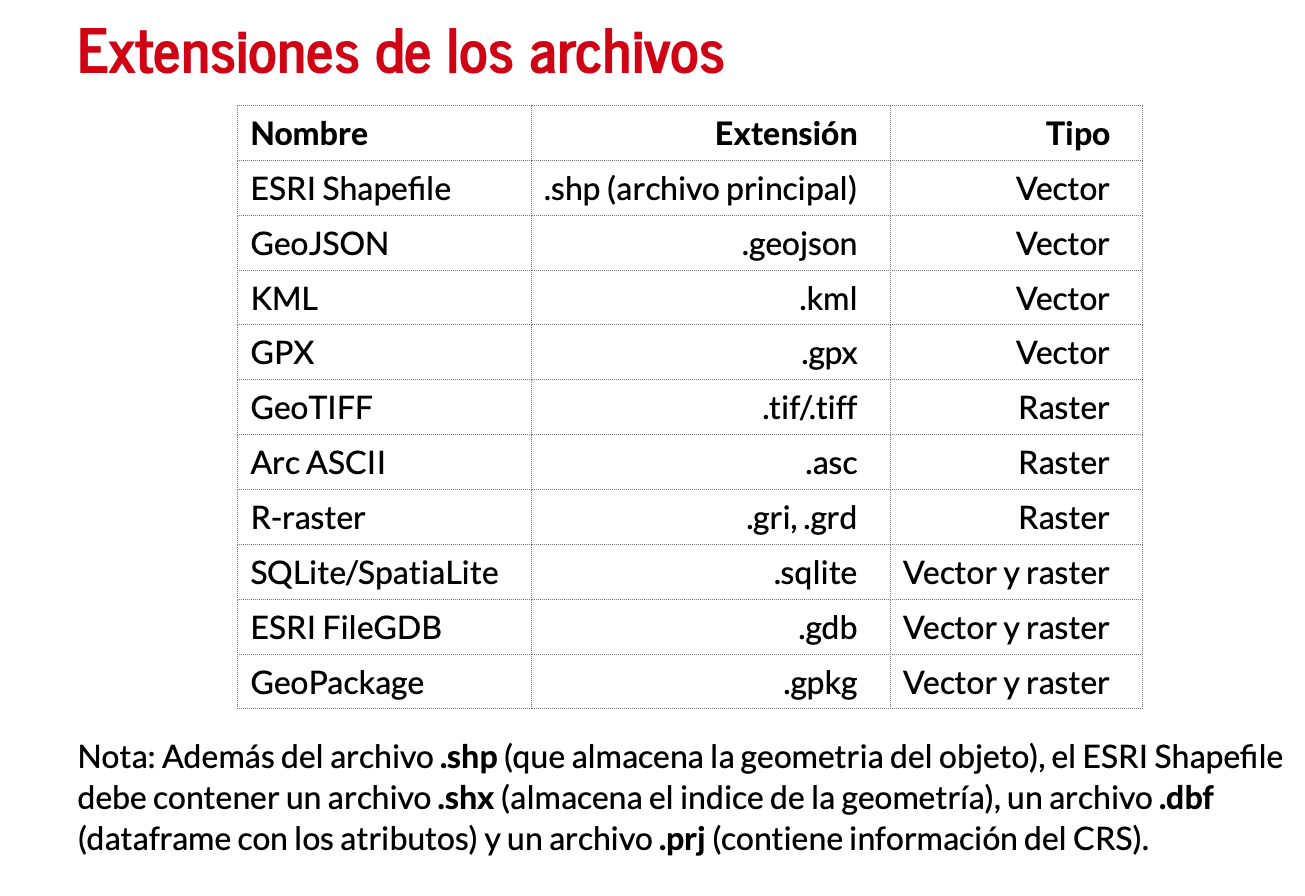 Extensiones de los archivos
Nombre Extensión Tipo
ESRI Shapefile .shp (archivo principal) Vector
GeoJSON .geojson Vector
KML .kml Vector
GPX .gpx Vector
GeoTIFF .tif/.tiff Raster
Arc ASCII .asc Raster
R-raster .gri, .grd Raster
SQLite/SpatiaLite .sqlite Vector y raster
ESRI FileGDB .gdb Vector y raster
GeoPackage .gpkg Vector y raster
Nota: Además del archivo .shp (que almacena la geometria del objeto), el ESRI Shapefile
debe contener un archivo .shx (almacena el indice de la geometría), un archivo .dbf
(dataframe con los atributos) y un archivo .prj (contiene información del CRS).